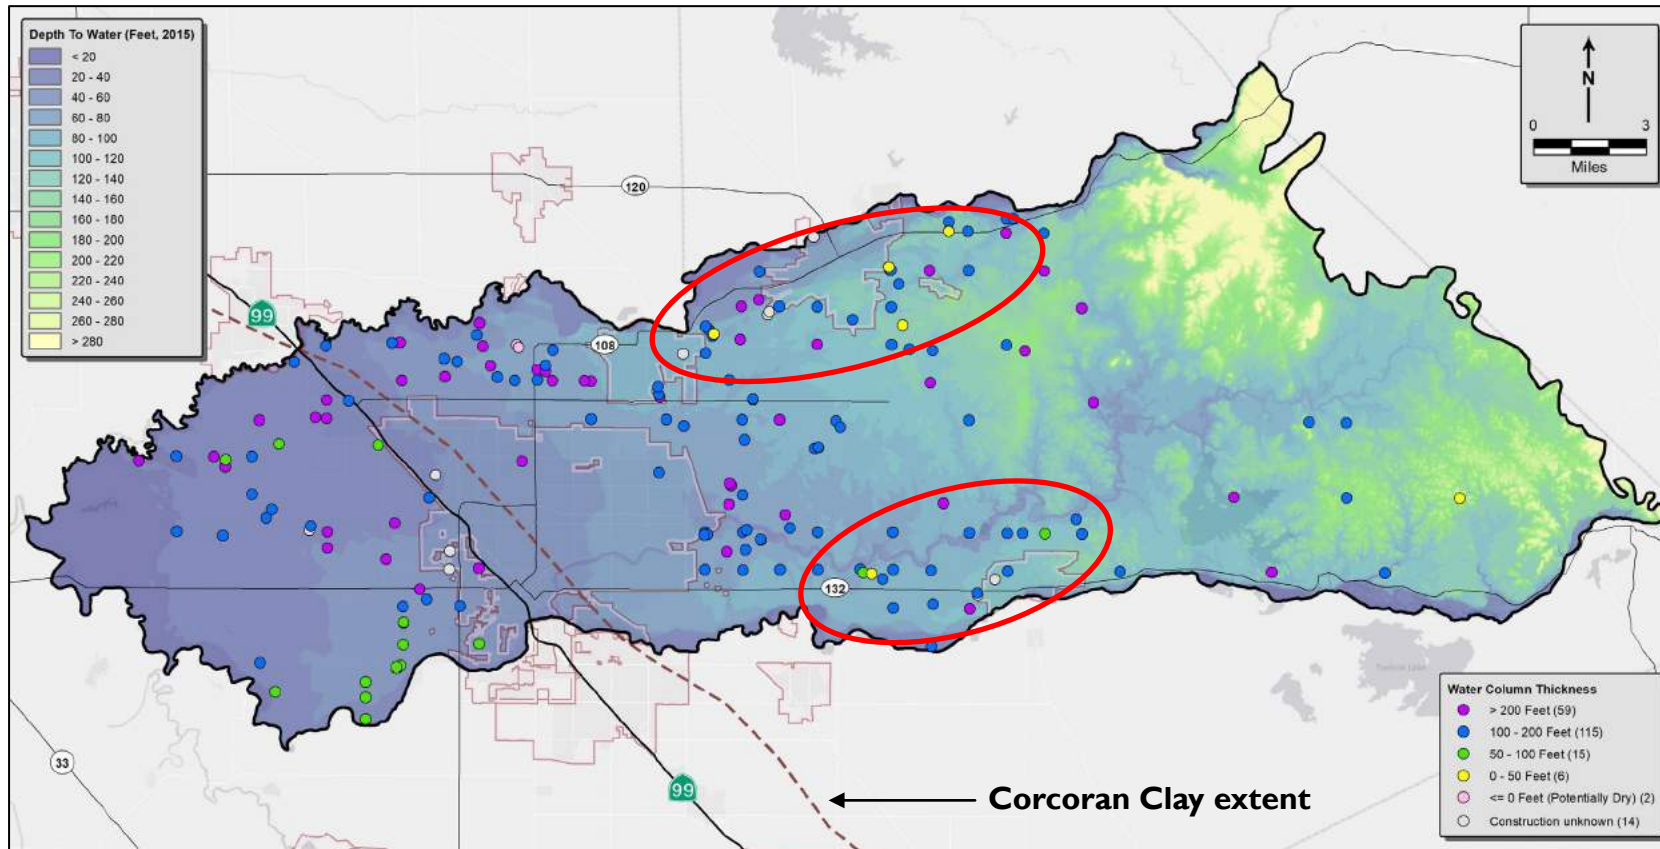 Depth To Water (Feet, 2015)
< 20
20 - 40
40 - 60
60 - 80
80 - 100
100 - 120
120 - 140
140 - 160
160 - 180
180 - 200
200 - 220
220 - 240
240 - 260
260 - 280
> 280
N
0 3
Miles
120
99
108
132
33
99
Corcoran Clay extent
Water Column Thickness
> 200 Feet (59)
100 - 200 Feet (115)
50 - 100 Feet (15)
0 - 50 Feet (6)
<= 0 Feet (Potentially Dry) (2)
Construction unknown (14)